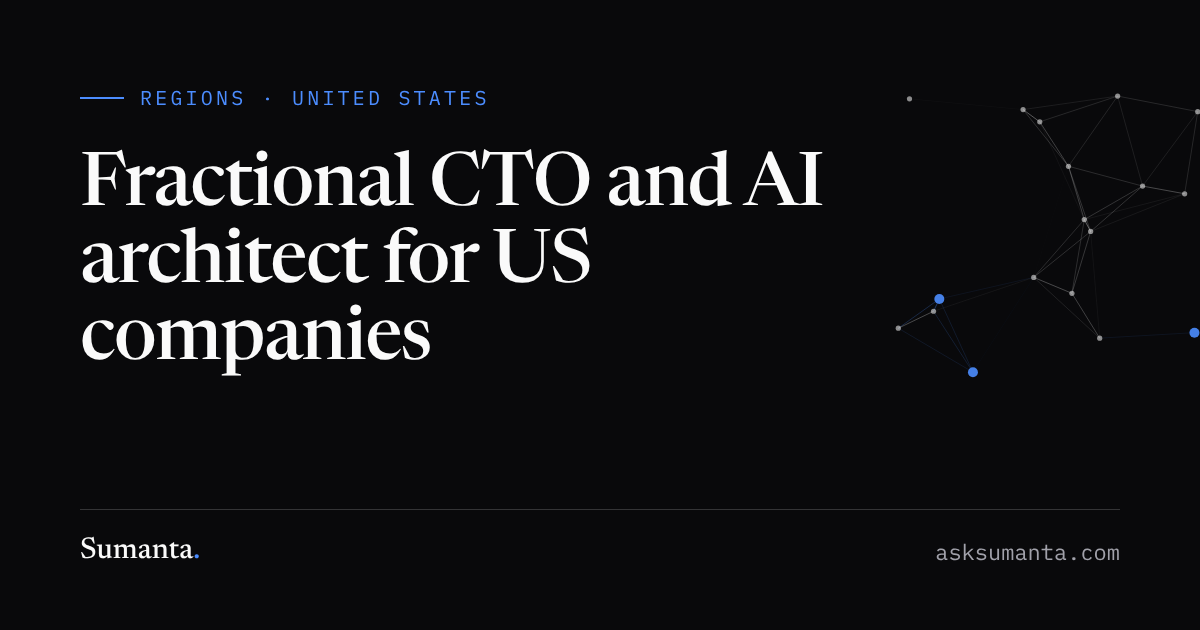 REGIONS · UNITED STATES
Fractional CTO and AI
architect for US
companies
Sumanta.
asksumanta.com